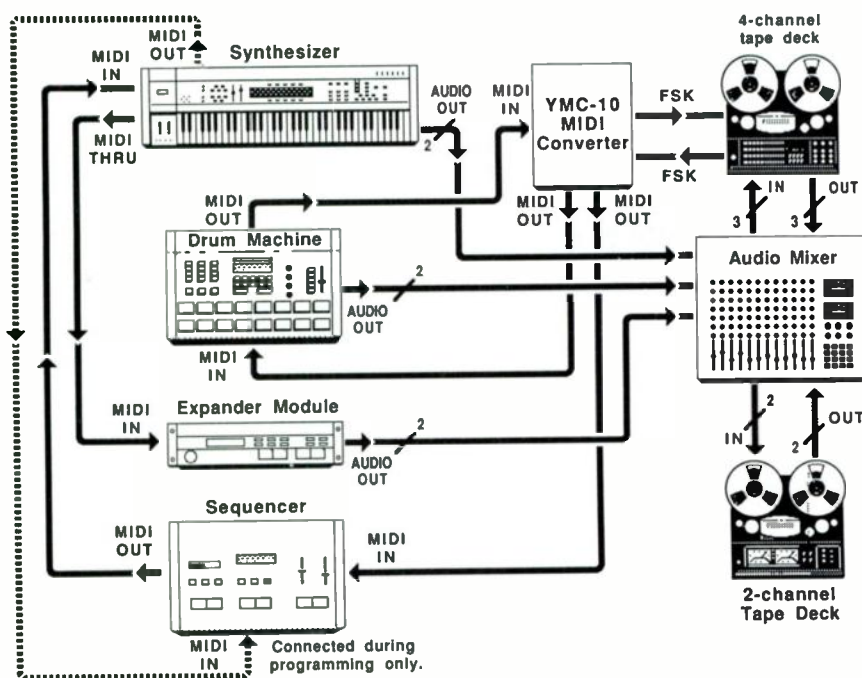 MIDI
OUT
Synthesizer
MIDI
IN
MIDI
THRU
AUDIO
OUT
2
MIDI
IN
YMC-10
MIDI
Converter
FSK
FSK
4-channel
tape deck
MIDI
OUT
MIDI
OUT
IN
3
OUT
3
MIDI
OUT
Drum Machine
AUDIO
OUT
2
MIDI
IN
Audio Mixer
MIDI
IN
Expander Module
AUDIO
OUT
2
IN
2
OUT
2
Sequencer
MIDI
OUT
MIDI
IN
MIDI
IN
Connected during
programming only.
2-channel
Tape Deck